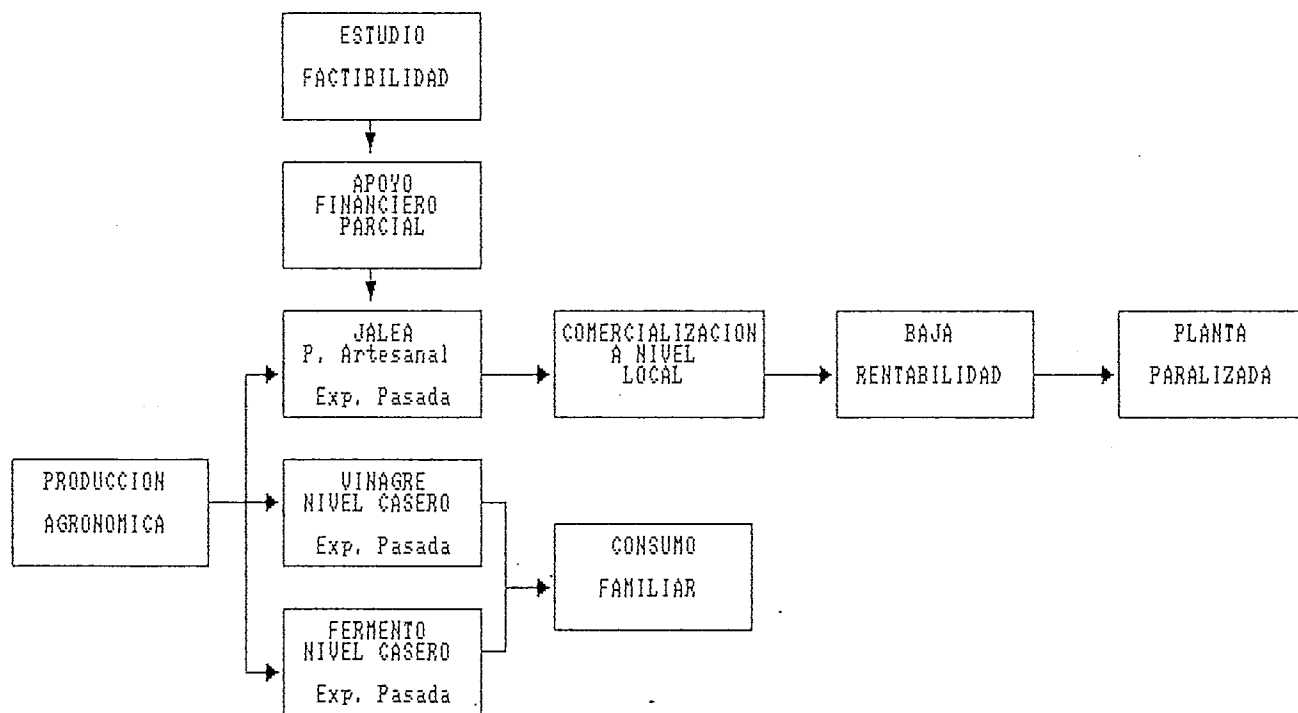 ESTUDIO
FACTIBILIDAD
APOYO
FINANCIERO
PARCIAL
JALEA
P. Artesanal
Exp. Pasada
COMERCIALIZACION
A NIVEL
LOCAL
BAJA
RENTABILIDAD
PLANTA
PARALIZADA
PRODUCCION
AGRONOMICA
VINAGRE
NIVEL CASERO
Exp. Pasada
CONSUMO
FAMILIAR
FERMENTO
NIVEL CASERO
Exp. Pasada